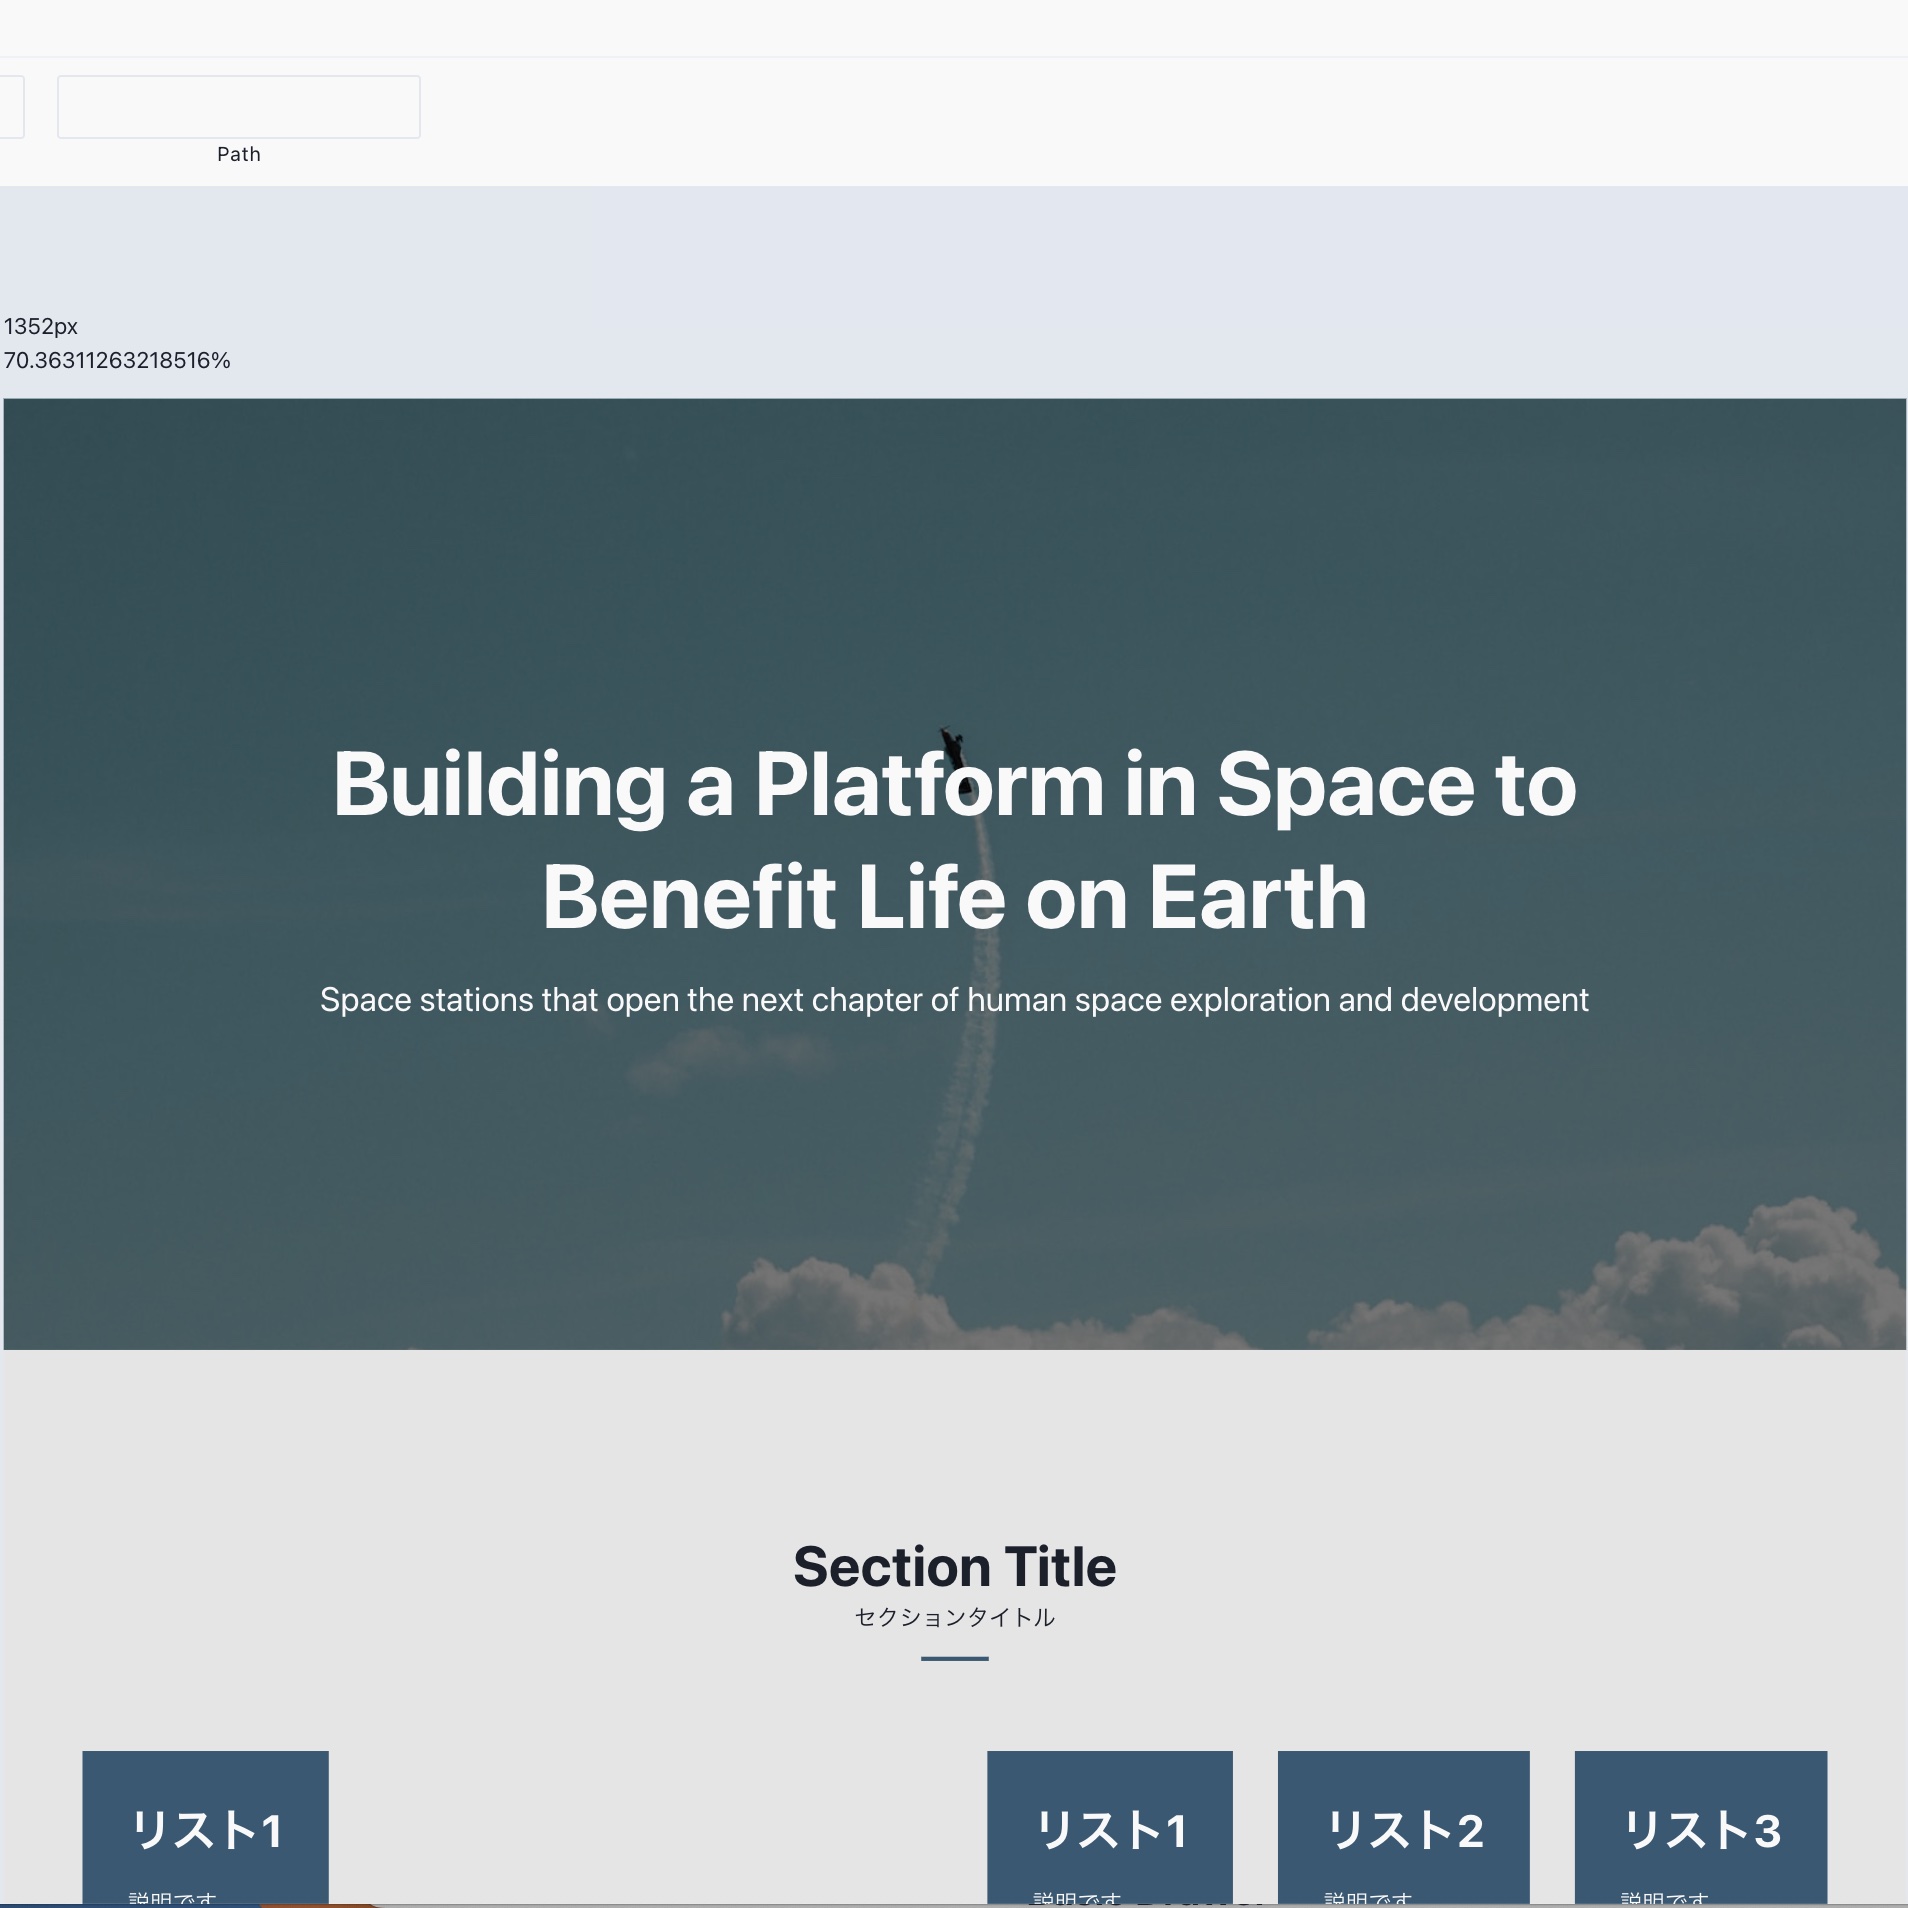 Path
1352px
70.36311263218516%
Building a Platform in Space to
Benefit Life on Earth
Space stations that open the next chapter of human space exploration and development
Section Title
セクションタイトル
リスト1
リスト1
リスト2
リスト3
説明です
説明です
説明です
説明です